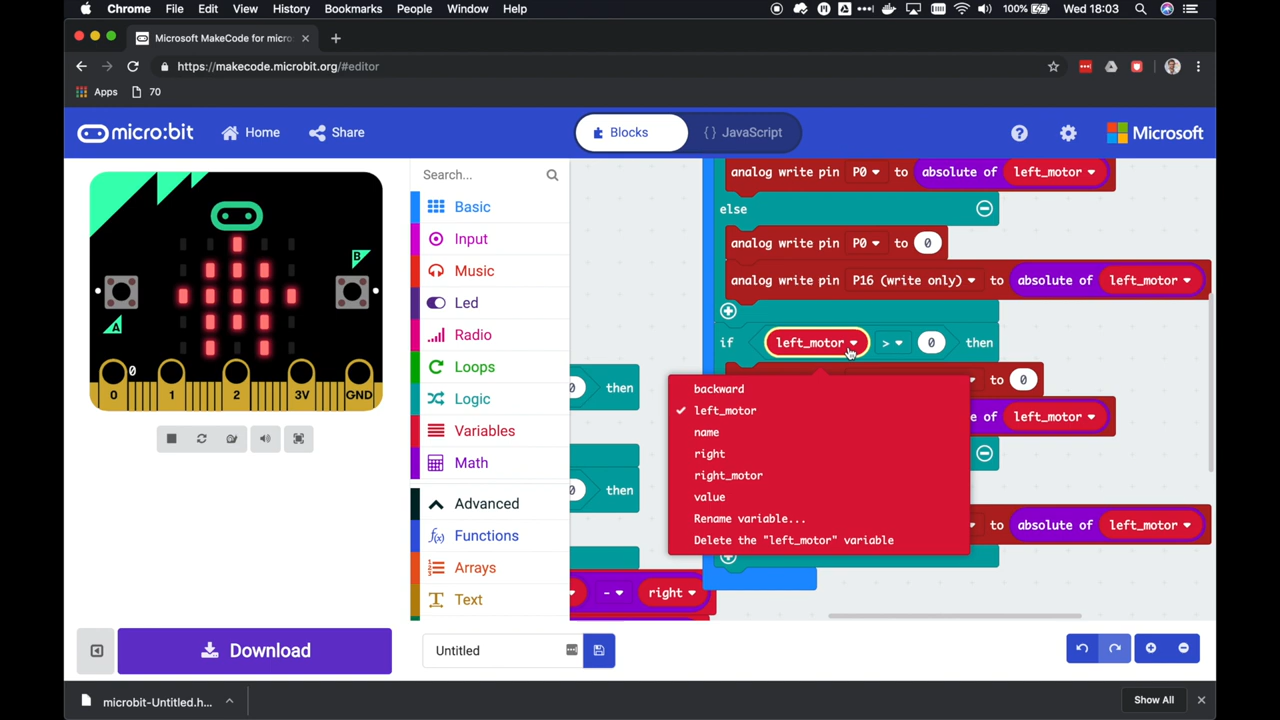 Chrome File Edit View History Bookmarks People Window Help 100% Wed 18:03
Microsoft MakeCode for micro
https://makecode.microbit.org/#editor
Apps 70
micro:bit Home Share Blocks {} JavaScript Microsoft
Search...
Basic
Input
Music
Led
Radio
Loops
Logic
Variables
Math
Advanced
Functions
Arrays
Text
A
B
0
0 1 2 3V GND
analog write pin P0 to absolute of left_motor
else
analog write pin P0 to 0
analog write pin P16 (write only) to absolute of left_motor
if left_motor > 0 then
to 0
0 then
e of left_motor
0 then
to absolute of left_motor
- right
backward
left_motor
name
right
right_motor
value
Rename variable...
Delete the "left_motor" variable
Download
Untitled
microbit-Untitled.h...
Show All